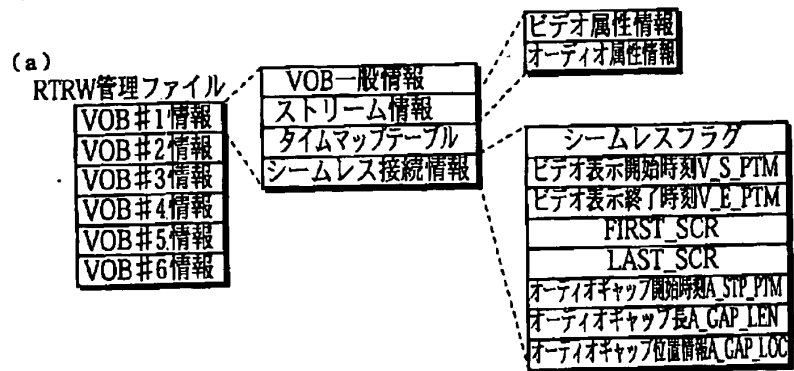 (a)
RTRW管理ファイル
VOB#1情報
VOB#2情報
VOB#3情報
VOB#4情報
VOB#5情報
VOB#6情報
VOB一般情報
ストリーム情報
タイムマップテーブル
シームレス接続情報
ビデオ属性情報
オーディオ属性情報
シームレスフラグ
ビデオ表示開始時刻V_S_PTM
ビデオ表示終了時刻V_E_PTM
FIRST_SCR
LAST_SCR
オーディオギャップ開始時刻A_STP_PTM
オーディオギャップ長A_GAP_LEN
オーディオギャップ位置情報A_GAP_LOC